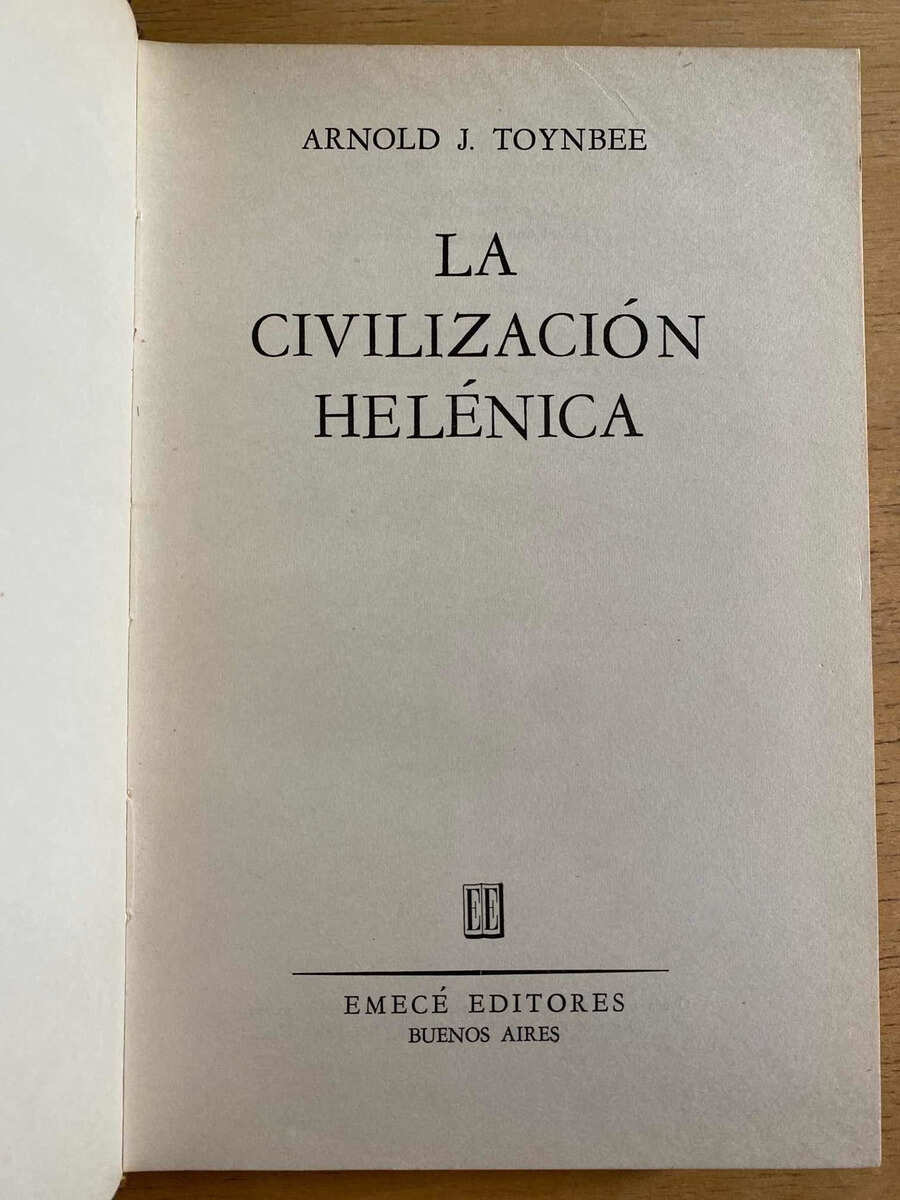 ARNOLD J. TOYNBEE
LA
CIVILIZACIÓN
HELÉNICA
EE
EMECÉ EDITORES
BUENOS AIRES